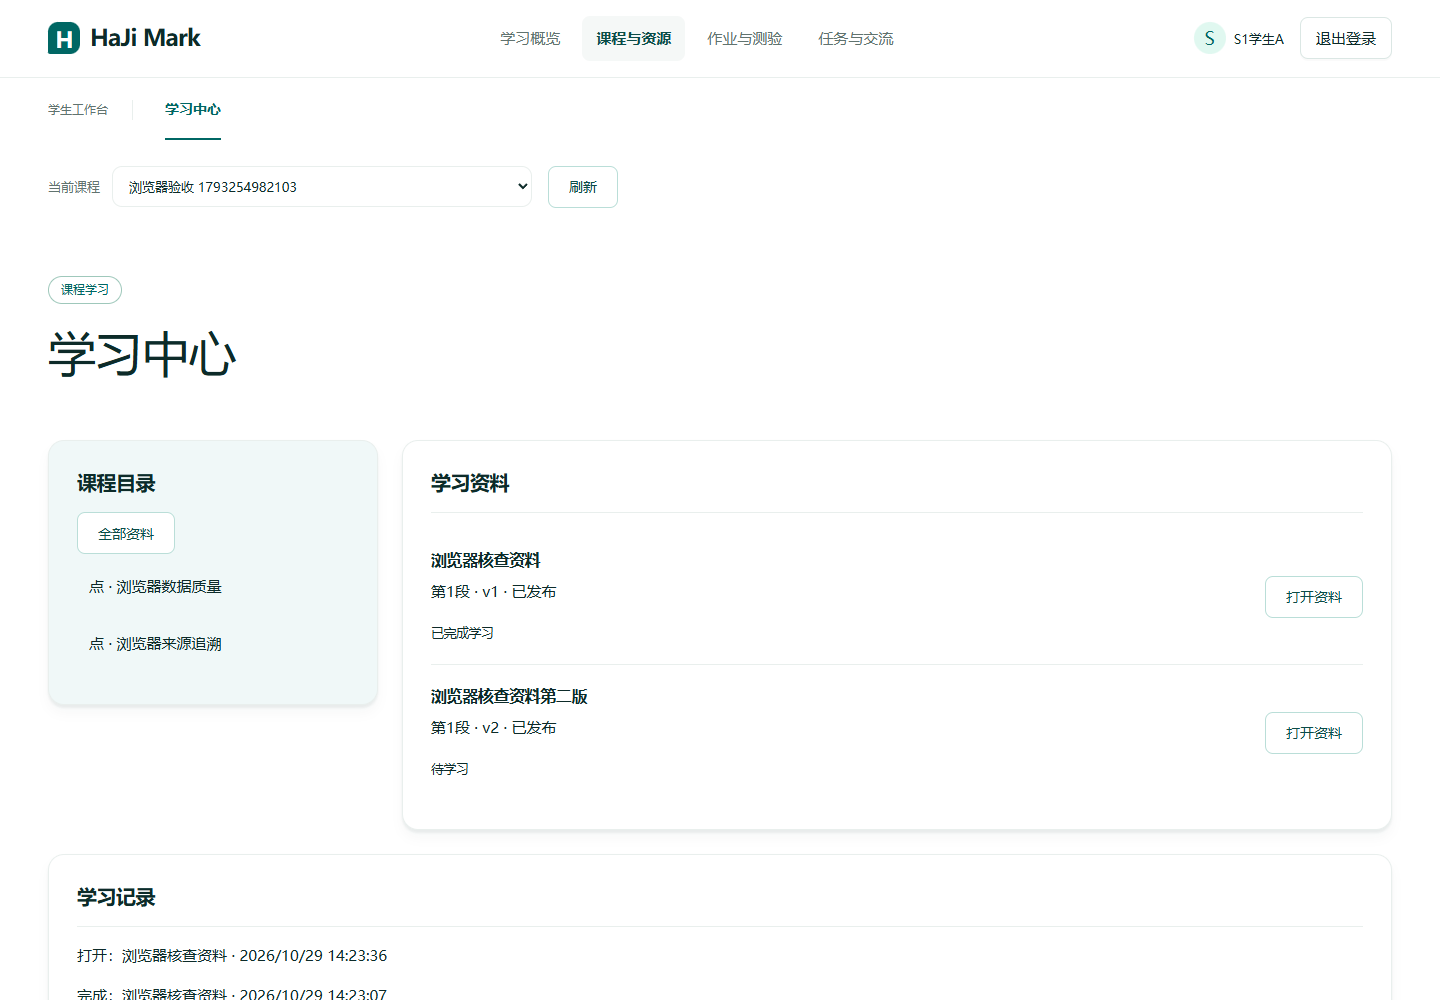 H HaJi Mark
学习概览
课程与资源
作业与测验
任务与交流
S S1学生A
退出登录
学生工作台
学习中心
当前课程
浏览器验收 1793254982103
刷新
课程学习
学习中心
课程目录
全部资料
点 · 浏览器数据质量
点 · 浏览器来源追溯
学习资料
浏览器核查资料
第1段 · v1 · 已发布
已完成学习
打开资料
浏览器核查资料第二版
第1段 · v2 · 已发布
待学习
打开资料
学习记录
打开：浏览器核查资料 · 2026/10/29 14:23:36
完成：浏览器核查资料 · 2026/10/29 14:23:07